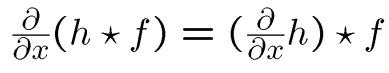 ∂/∂x (h ⋆ f) = (∂/∂x h) ⋆ f